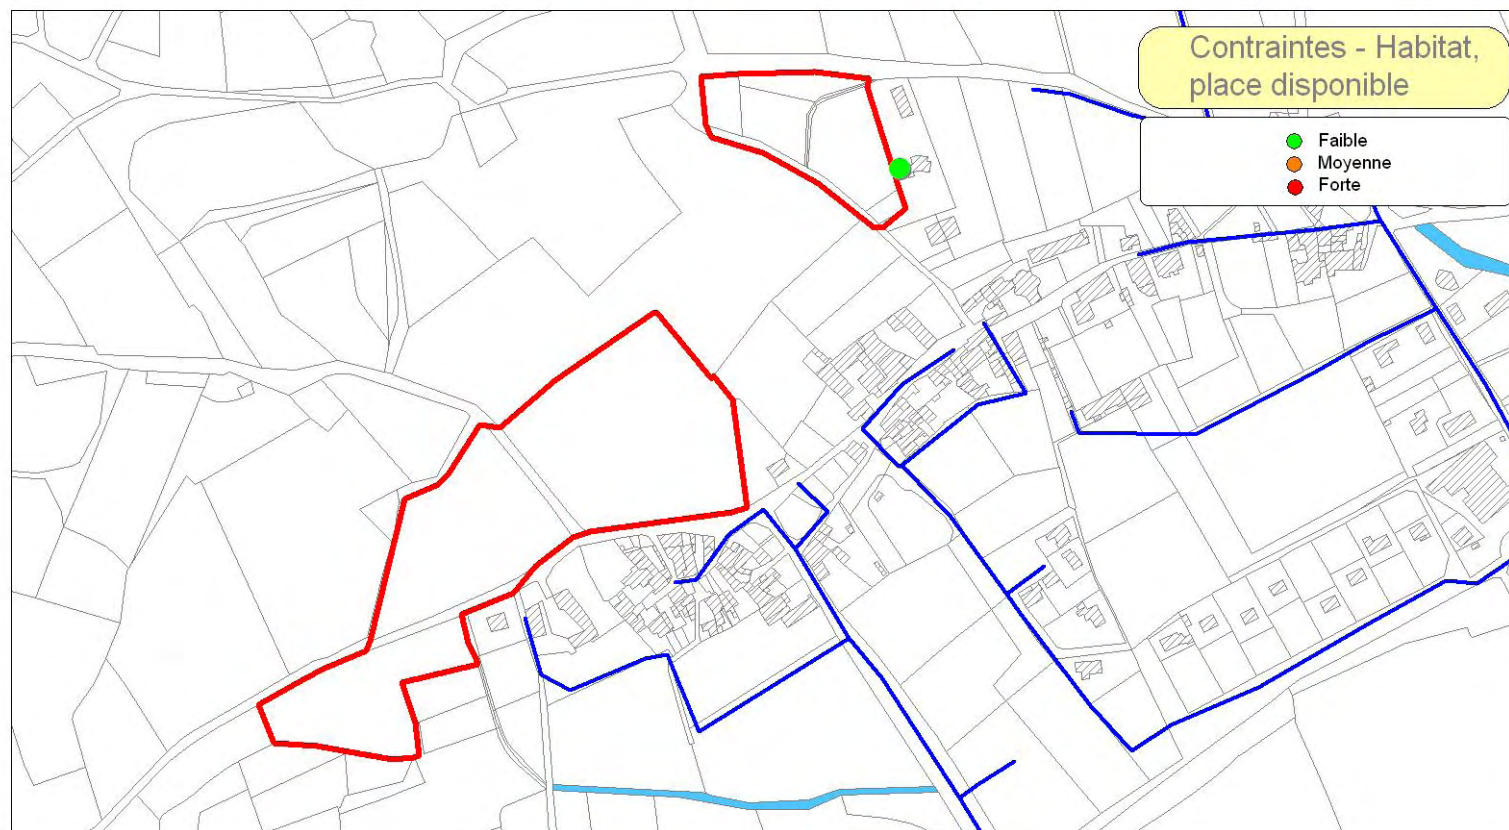 Contraintes - Habitat,
place disponible
Faible
Moyenne
Forte